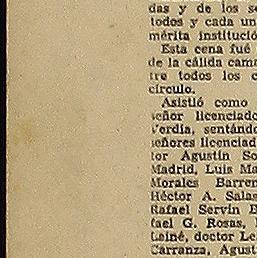 das y de los
todos y cada un
mérita institució
Esta cena fué
de la cálida cama
tre todos los
círculo.
Asistió como
señor licenciado
Verdía, sentándo
señores licenciad
tor Agustín So
Madrid, Luis Ma
Morales Barrer
Héctor A. Salas
Rafael Servín B
fael G. Rosas,
Leiné, doctor Le
Carranza, Agust